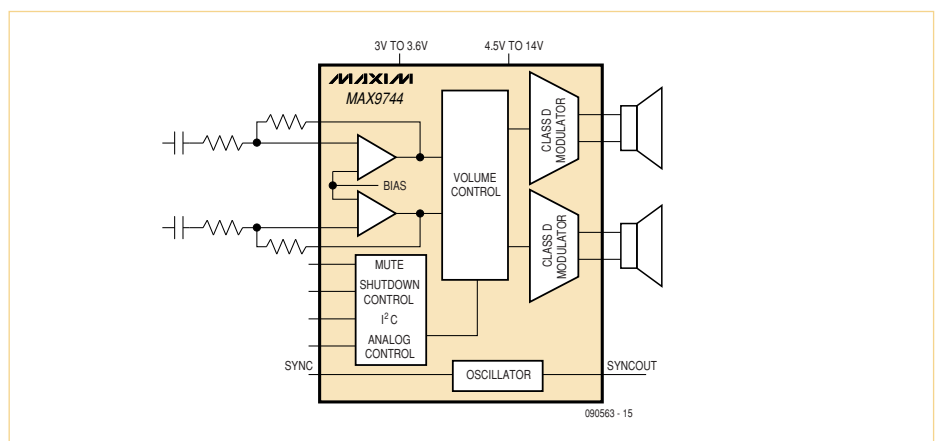 3V TO 3.6V
4.5V TO 14V
MAXIM
MAX9744
CLASS D
MODULATOR
BIAS
VOLUME
CONTROL
CLASS D
MODULATOR
MUTE
SHUTDOWN
CONTROL
I²C
ANALOG
CONTROL
SYNC
OSCILLATOR
SYNCOUT
090563 - 15